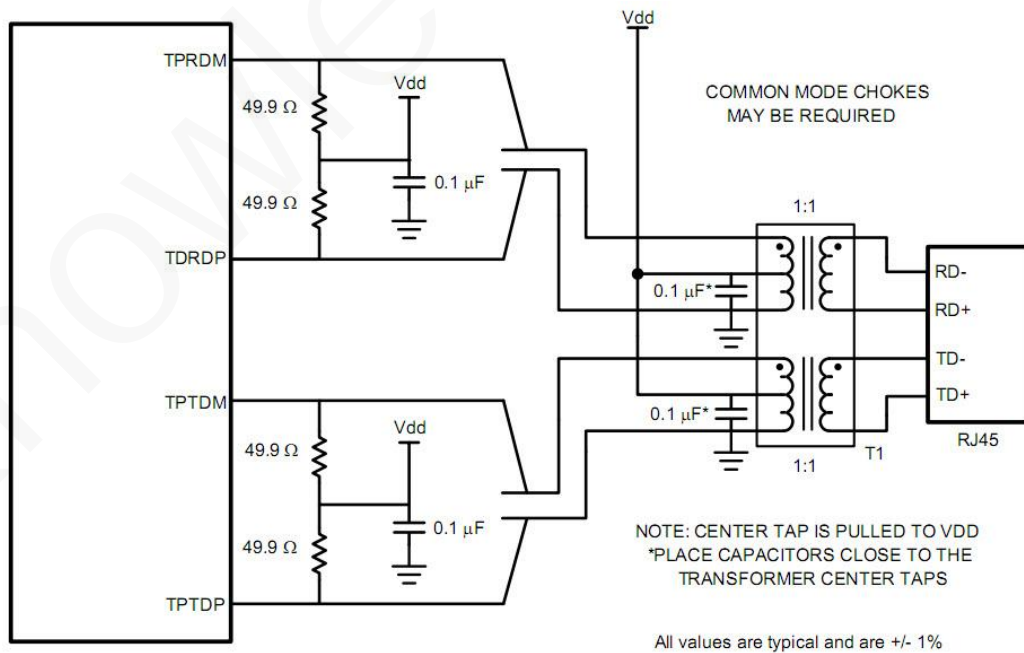 Vdd
TPRDM
Vdd
COMMON MODE CHOKES
MAY BE REQUIRED
49.9 Ω
0.1 µF
49.9 Ω
1:1
TDRDP
RD-
0.1 µF*
RD+
TD-
TPTDM
TD+
0.1 µF*
Vdd
RJ45
49.9 Ω
T1
1:1
0.1 µF
NOTE: CENTER TAP IS PULLED TO VDD
*PLACE CAPACITORS CLOSE TO THE
TRANSFORMER CENTER TAPS
49.9 Ω
TPTDP
All values are typical and are +/- 1%